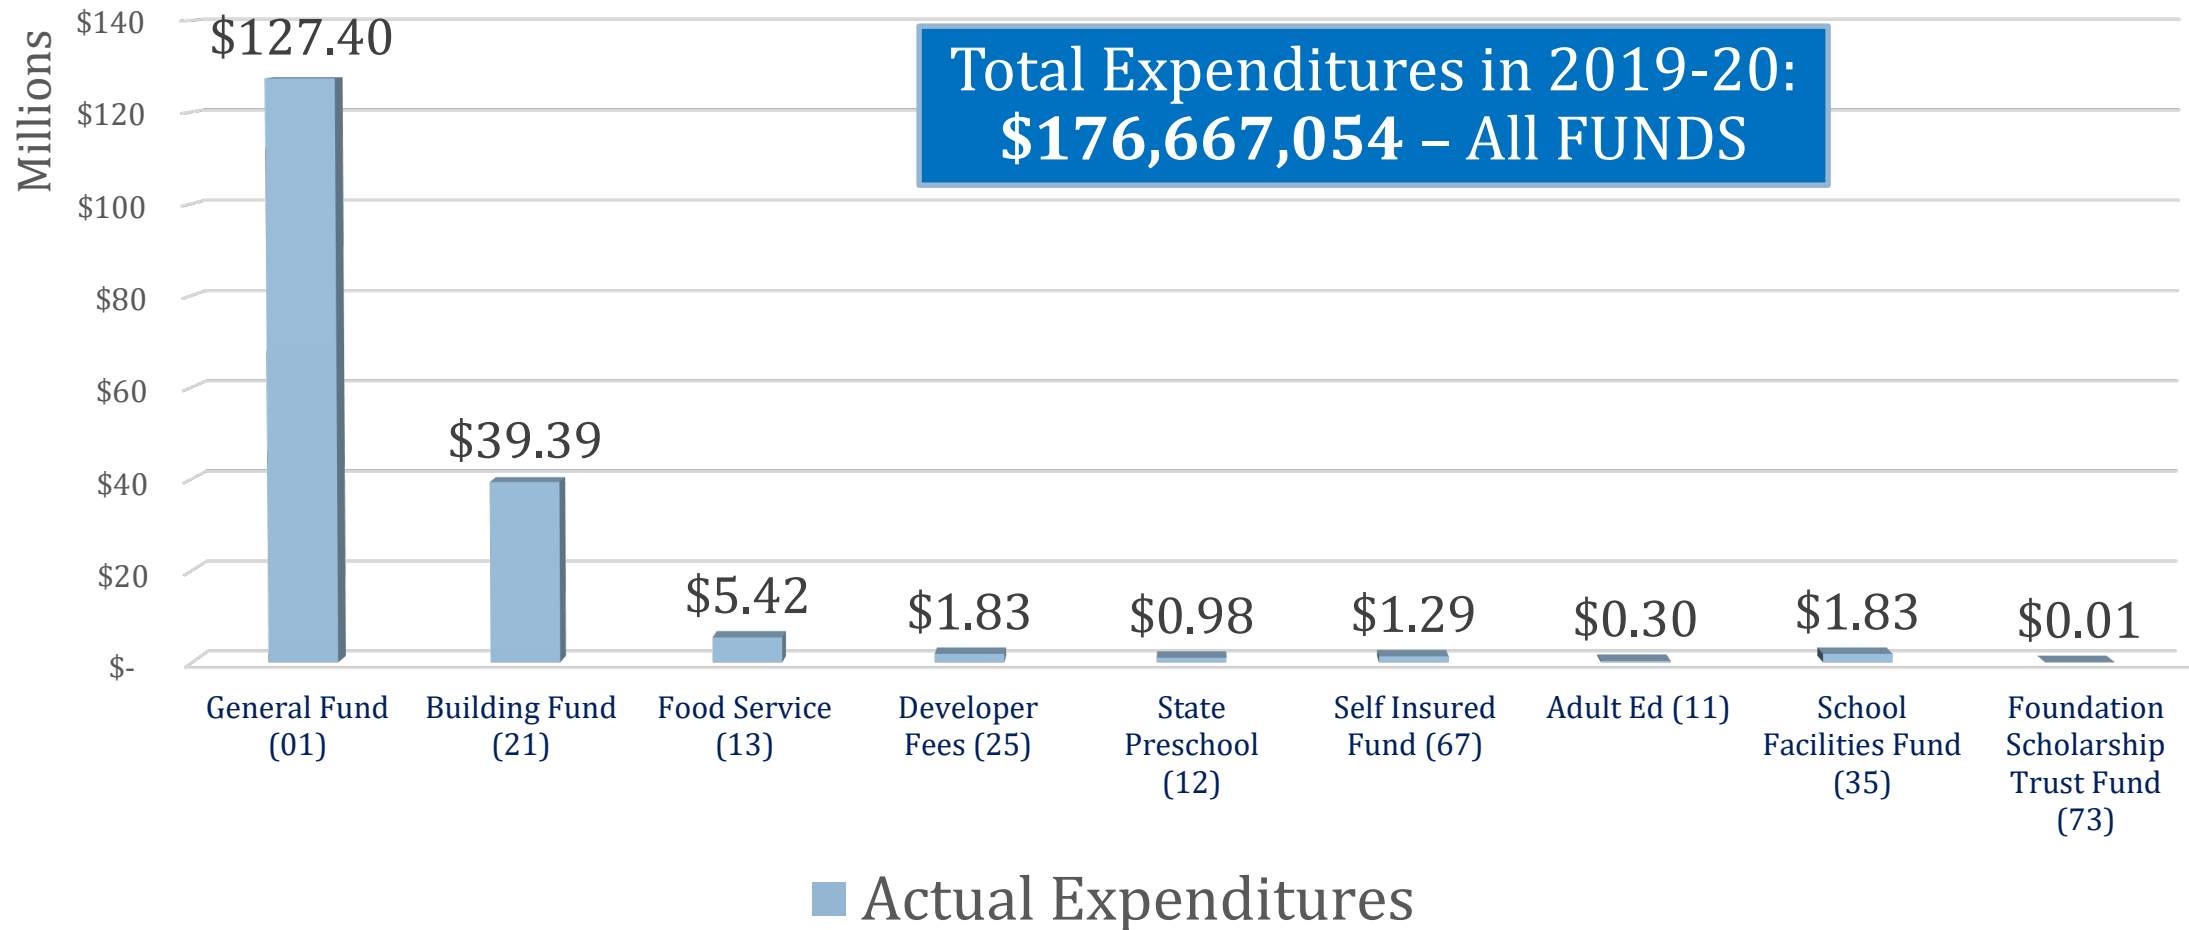 Millions
$140
$120
$100
$80
$60
$40
$20
$-
Total Expenditures in 2019-20:
$176,667,054 – All FUNDS
$127.40
$39.39
$5.42
$1.83
$0.98
$1.29
$0.30
$1.83
$0.01
General Fund
(01)
Building Fund
(21)
Food Service
(13)
Developer
Fees (25)
State
Preschool
(12)
Self Insured
Fund (67)
Adult Ed (11)
School
Facilities Fund
(35)
Foundation
Scholarship
Trust Fund
(73)
Actual Expenditures